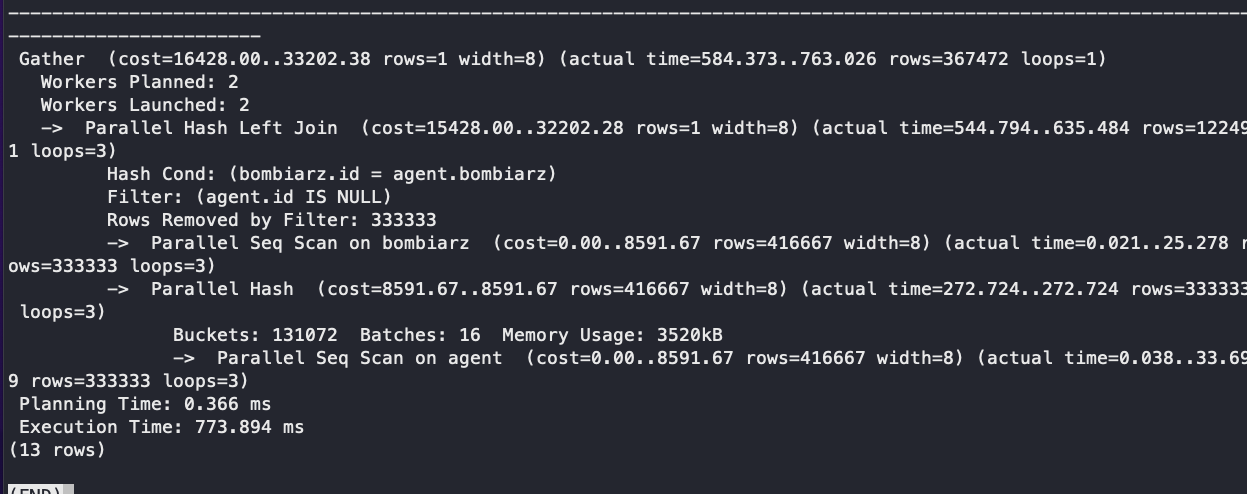 ------------------------------------------------------------------------------------------------------------------
-----------------------
Gather  (cost=16428.00..33202.38 rows=1 width=8) (actual time=584.373..763.026 rows=367472 loops=1)
Workers Planned: 2
Workers Launched: 2
->  Parallel Hash Left Join  (cost=15428.00..32202.28 rows=1 width=8) (actual time=544.794..635.484 rows=12249
1 loops=3)
Hash Cond: (bombiarz.id = agent.bombiarz)
Filter: (agent.id IS NULL)
Rows Removed by Filter: 333333
->  Parallel Seq Scan on bombiarz  (cost=0.00..8591.67 rows=416667 width=8) (actual time=0.021..25.278 r
ows=333333 loops=3)
->  Parallel Hash  (cost=8591.67..8591.67 rows=416667 width=8) (actual time=272.724..272.724 rows=333333
loops=3)
Buckets: 131072  Batches: 16  Memory Usage: 3520kB
->  Parallel Seq Scan on agent  (cost=0.00..8591.67 rows=416667 width=8) (actual time=0.038..33.69
9 rows=333333 loops=3)
Planning Time: 0.366 ms
Execution Time: 773.894 ms
(13 rows)
(END)